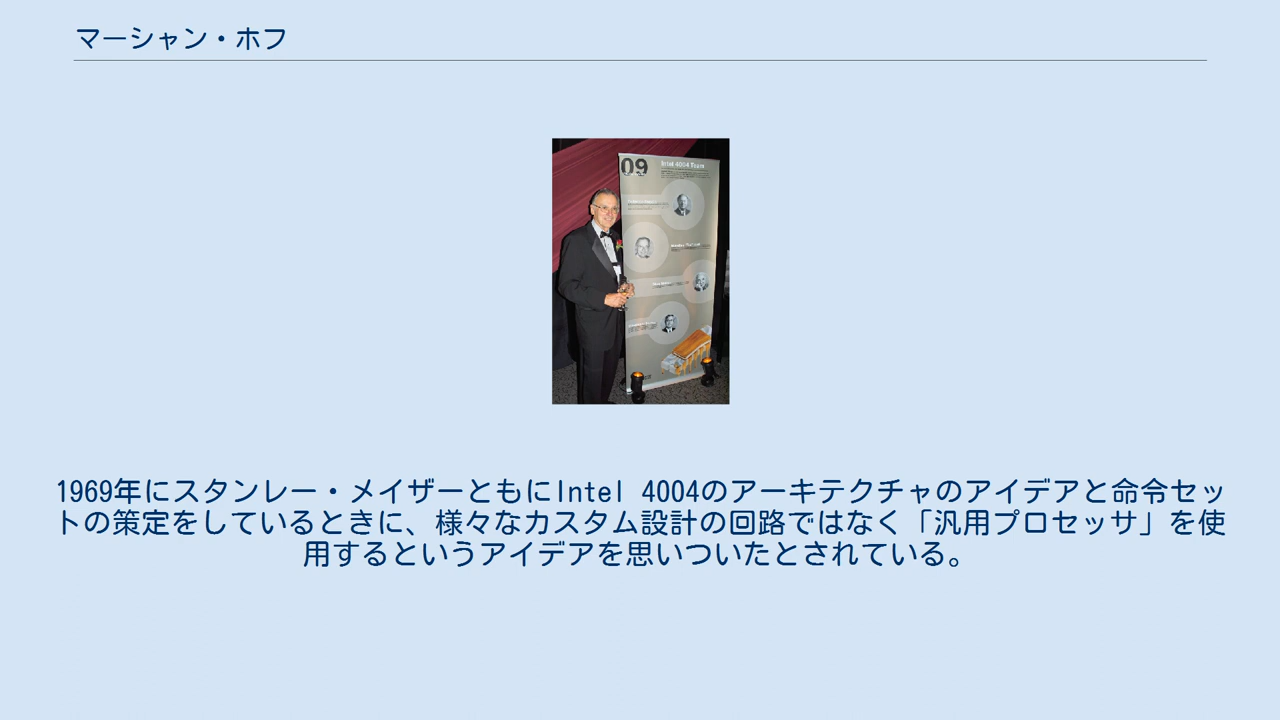 マーシャン・ホフ
09
Intel 4004 Team
1969年にスタンレー・メイザーともにIntel 4004のアーキテクチャのアイデアと命令セッ
トの策定をしているときに、様々なカスタム設計の回路ではなく「汎用プロセッサ」を使
用するというアイデアを思いついたとされている。